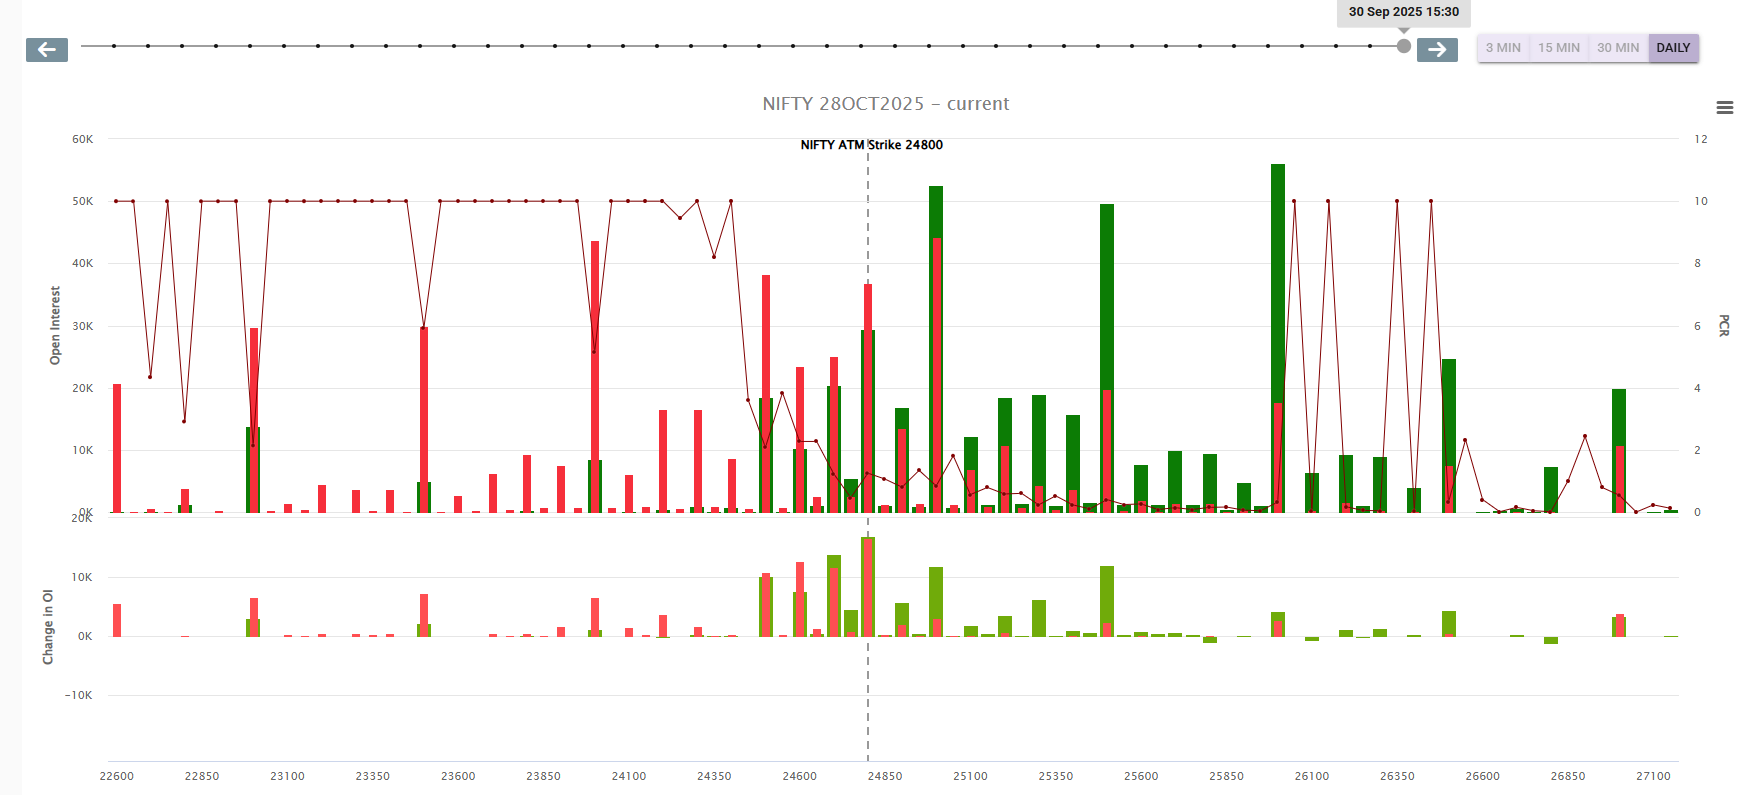 30 Sep 2025 15:30
3 MIN 15 MIN 30 MIN DAILY
NIFTY 28OCT2025 – current
NIFTY ATM Strike 24800
60K
50K
40K
30K
20K
10K
0K
Open Interest
12
10
8
6
4
2
0
PCR
20K
10K
0K
−10K
Change in OI
22600 22850 23100 23350 23600 23850 24100 24350 24600 24850 25100 25350 25600 25850 26100 26350 26600 26850 27100